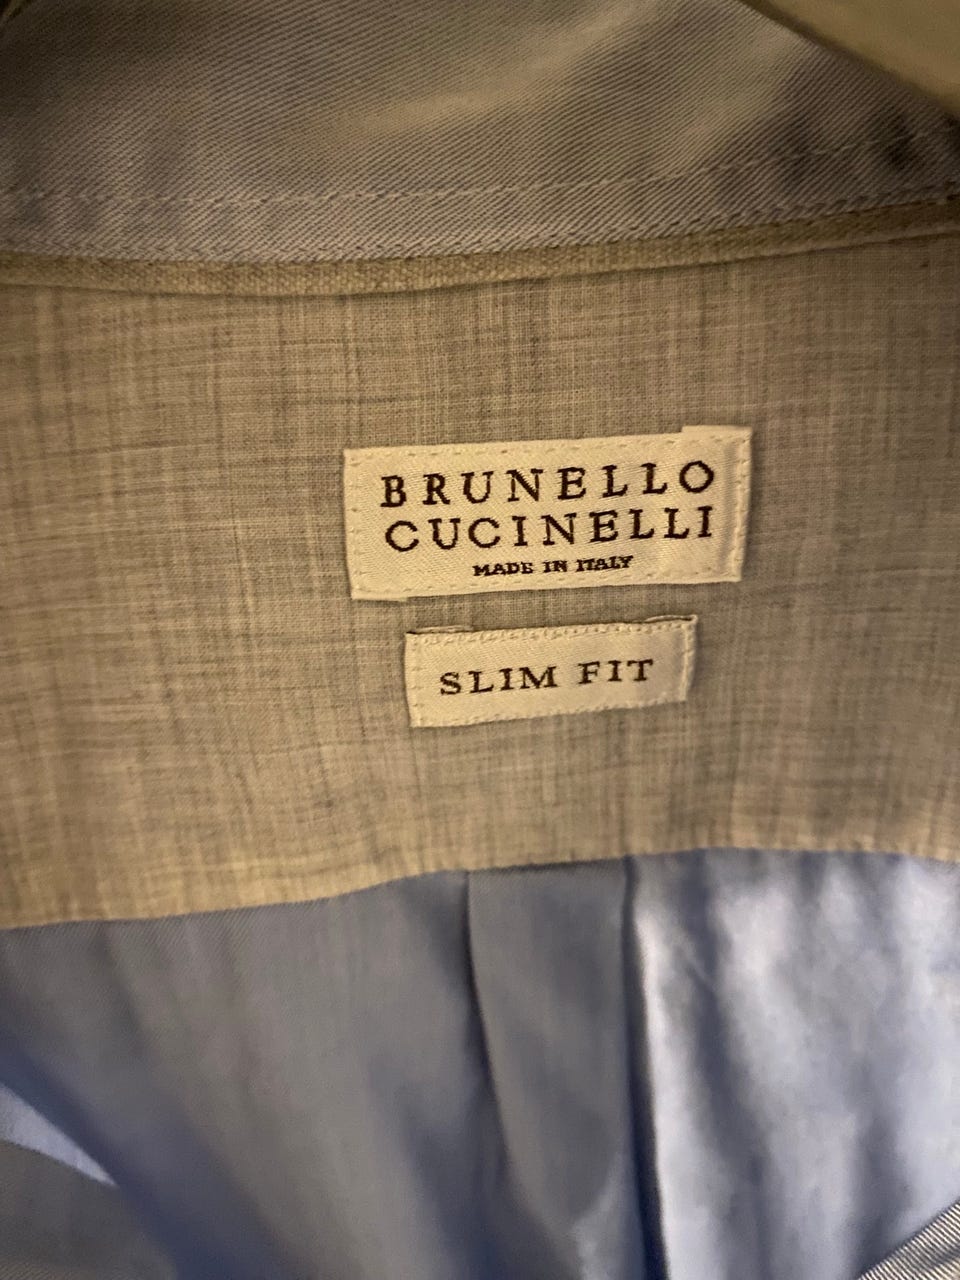 BRUNELLO
CUCINELLI
MADE IN ITALY
SLIM FIT